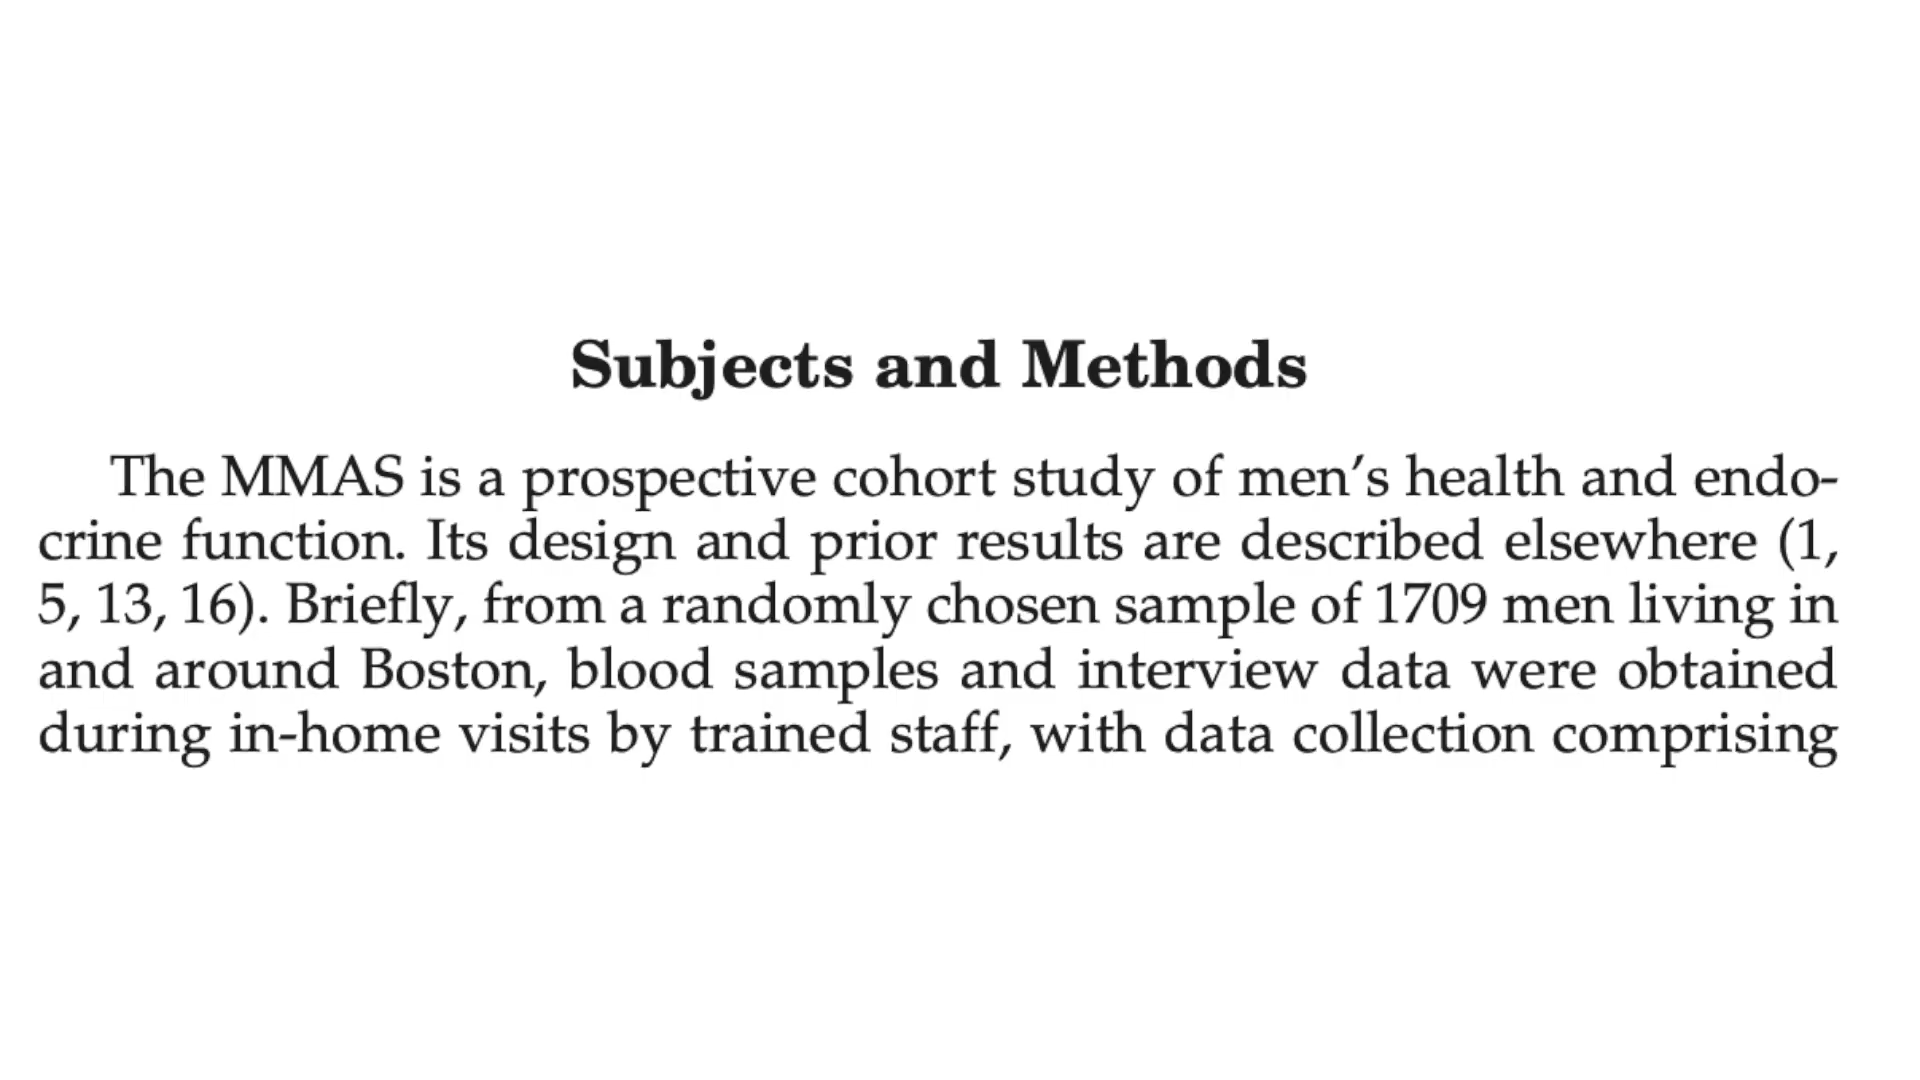 Subjects and Methods
The MMAS is a prospective cohort study of men’s health and endo-
crine function. Its design and prior results are described elsewhere (1,
5, 13, 16). Briefly, from a randomly chosen sample of 1709 men living in
and around Boston, blood samples and interview data were obtained
during in-home visits by trained staff, with data collection comprising